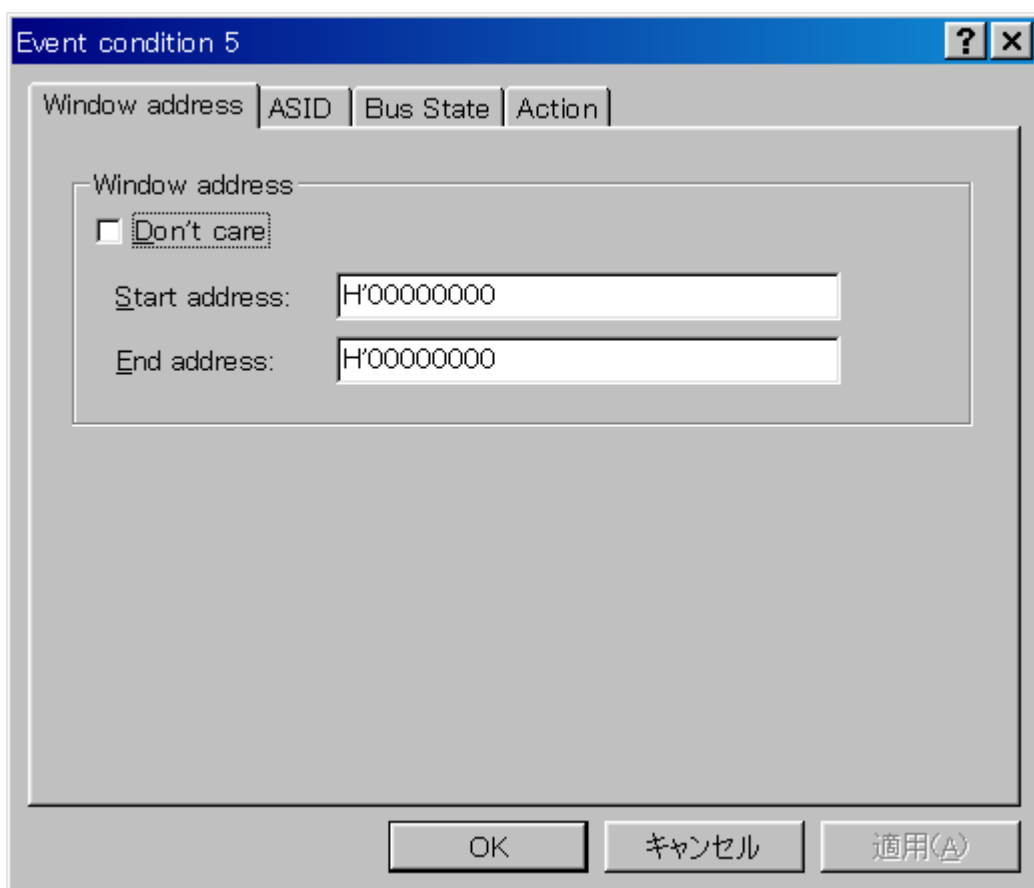 Event condition 5
Window address ASID Bus State Action
Window address
Don't care
Start address: H'00000000
End address: H'00000000
OK キャンセル 適用(A)